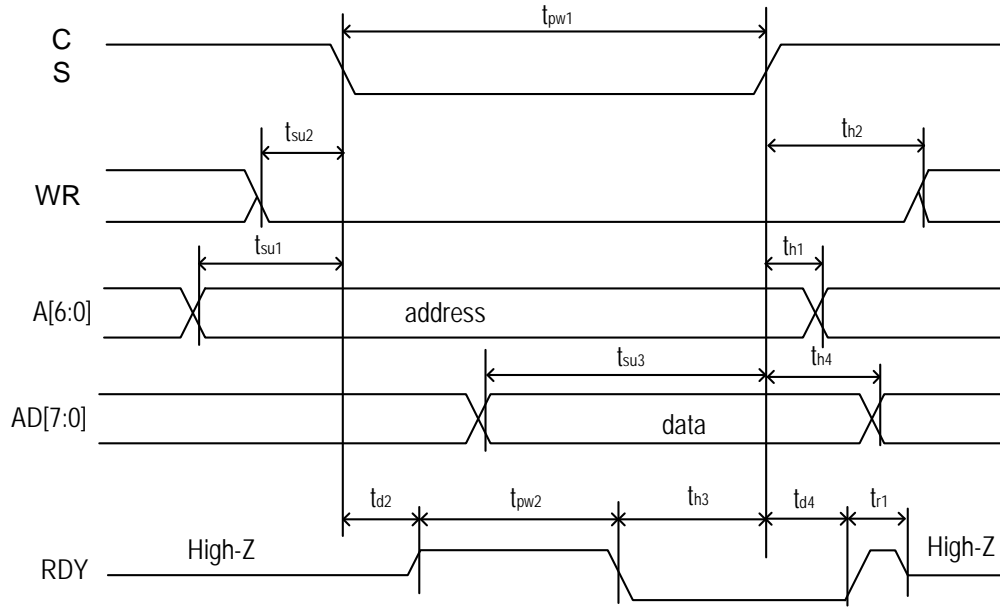 tpw1
C
S
tsu2
th2
WR
tsu1
th1
A[6:0]
address
tsu3
th4
AD[7:0]
data
td2
tpw2
th3
td4
tr1
RDY
High-Z
High-Z